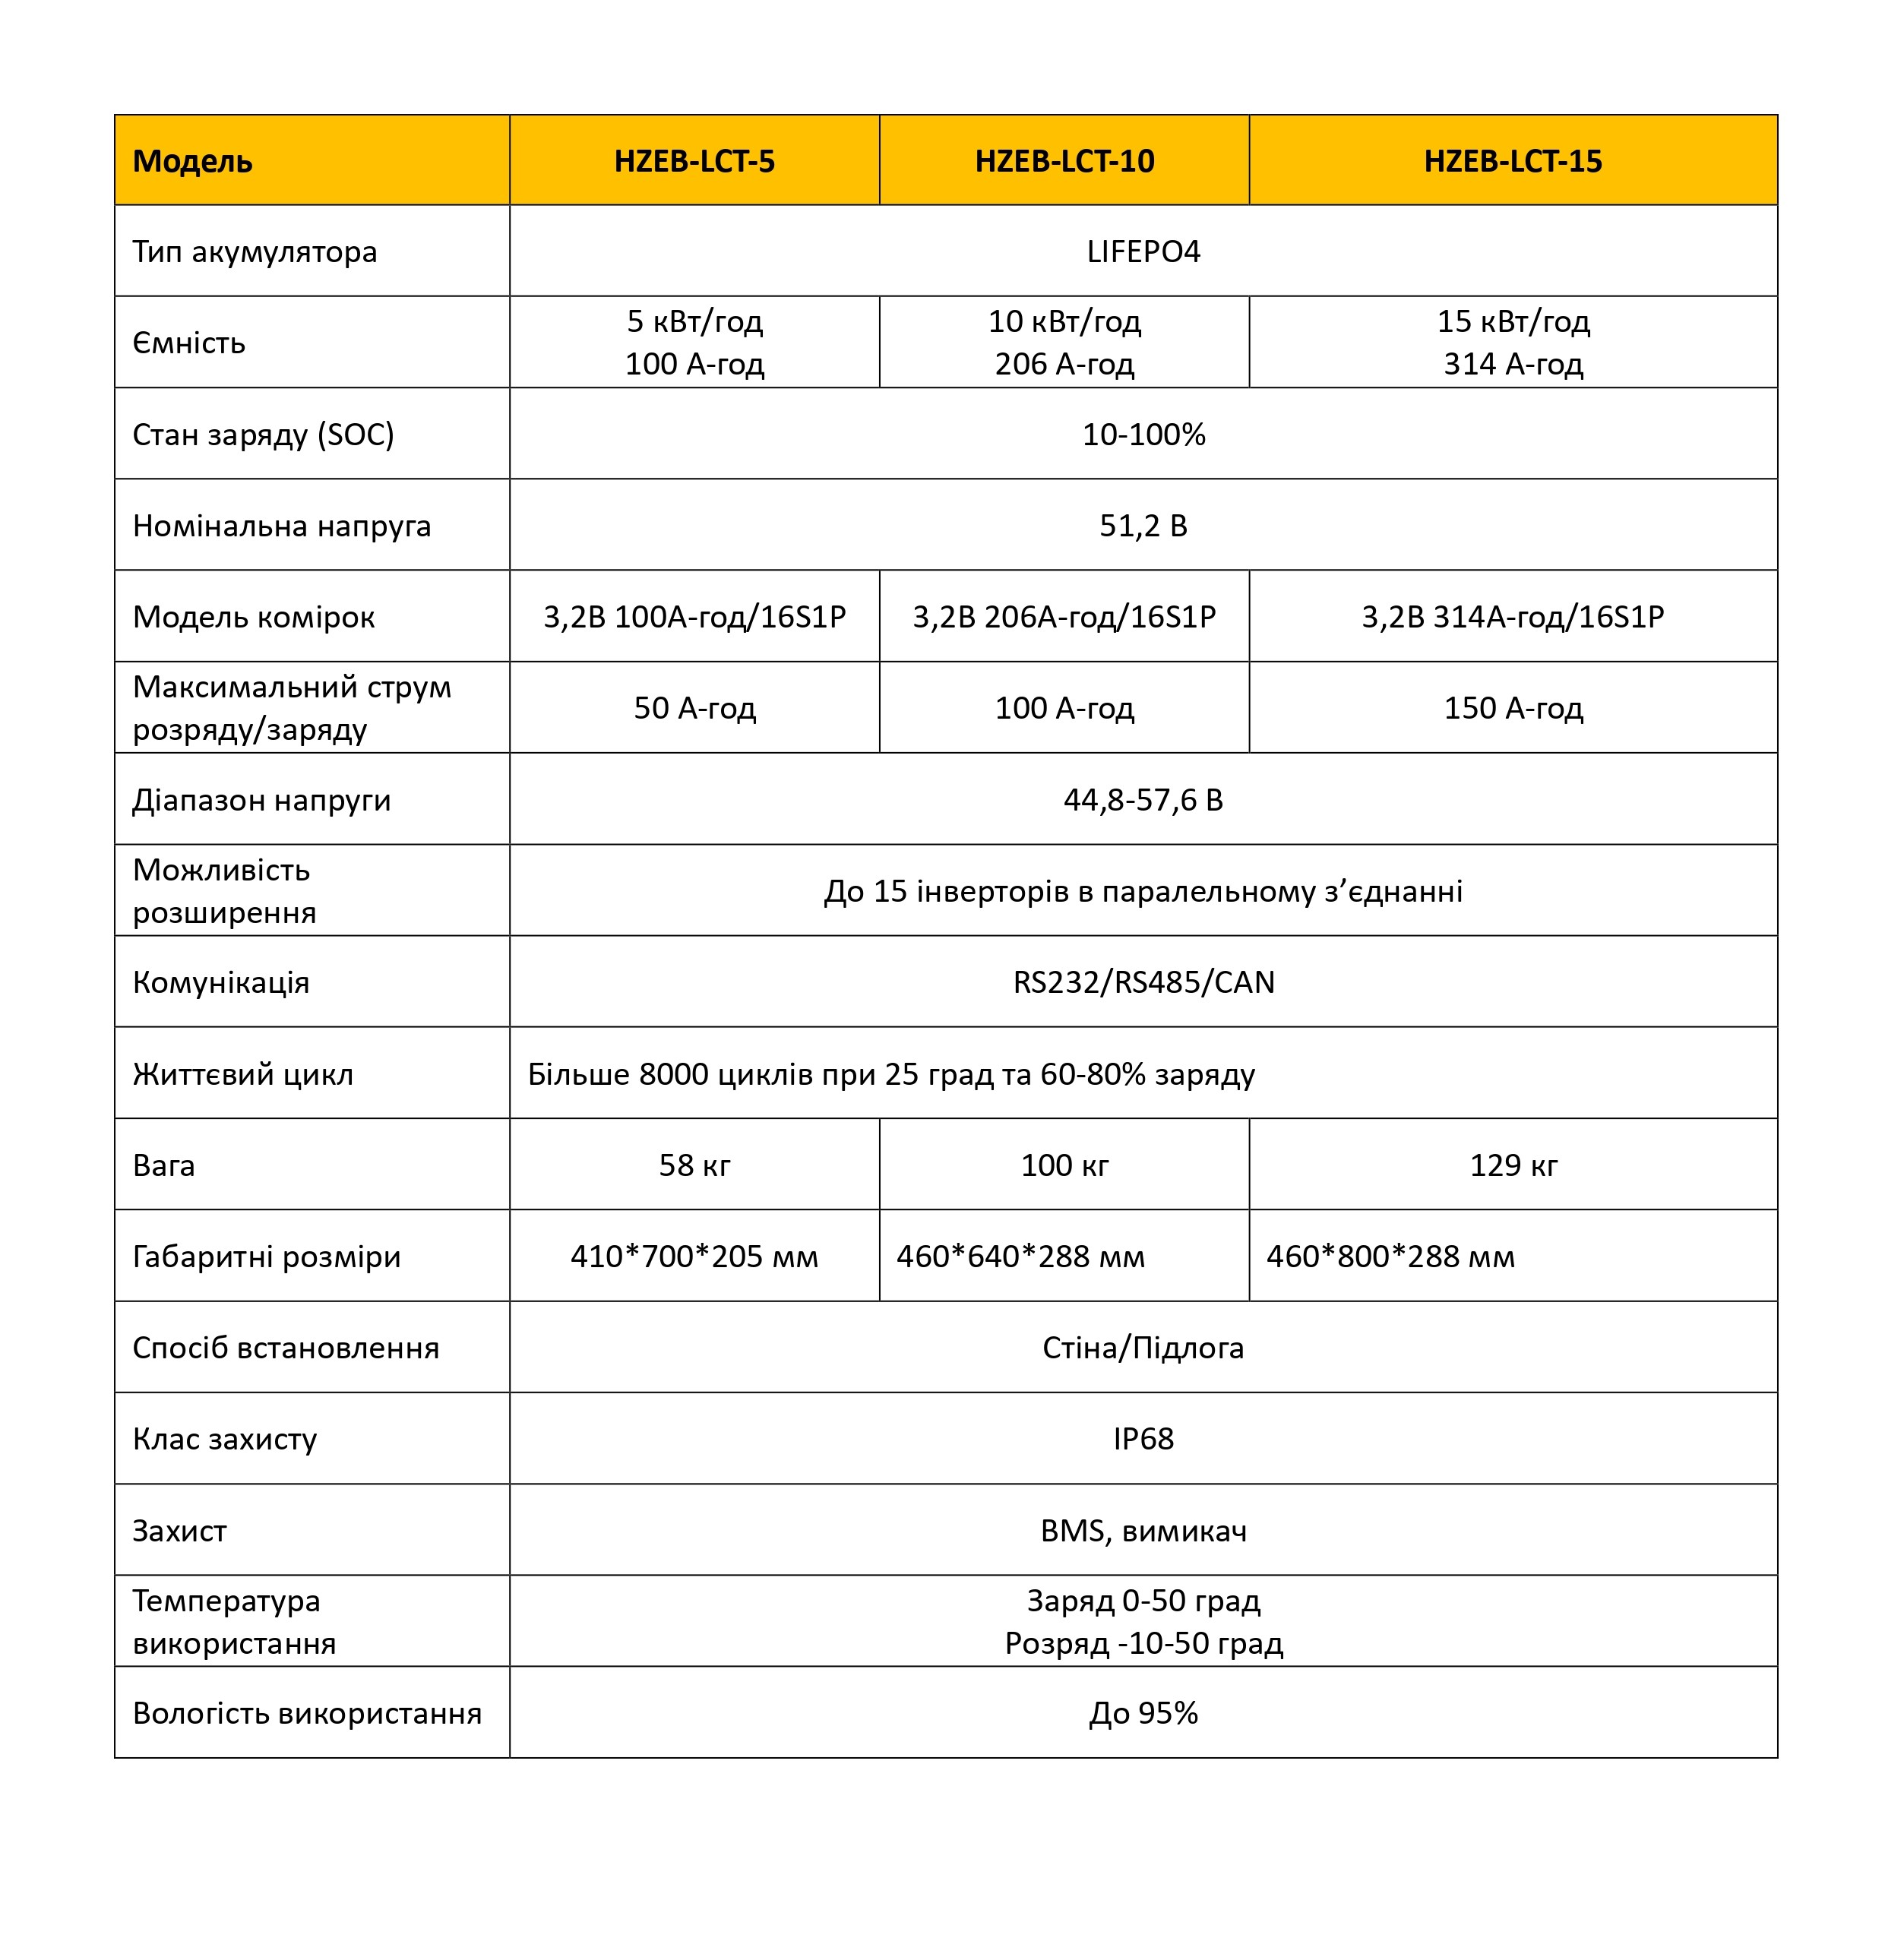 Модель HZEB-LCT-5 HZEB-LCT-10 HZEB-LCT-15
Тип акумулятора LIFEPO4
Ємність 5 кВт/год 10 кВт/год 15 кВт/год
100 А-год 206 А-год 314 А-год
Стан заряду (SOC) 10-100%
Номінальна напруга 51,2 В
Модель комірок 3,2В 100А-год/16S1P 3,2В 206А-год/16S1P 3,2В 314А-год/16S1P
Максимальний струм
розряду/заряду 50 А-год 100 А-год 150 А-год
Діапазон напруги 44,8-57,6 В
Можливість
розширення До 15 інверторів в паралельному з’єднанні
Комунікація RS232/RS485/CAN
Життєвий цикл Більше 8000 циклів при 25 град та 60-80% заряду
Вага 58 кг 100 кг 129 кг
Габаритні розміри 410*700*205 мм 460*640*288 мм 460*800*288 мм
Спосіб встановлення Стіна/Підлога
Клас захисту IP68
Захист BMS, вимикач
Температура Заряд 0-50 град
використання Розряд -10-50 град
Вологість використання До 95%